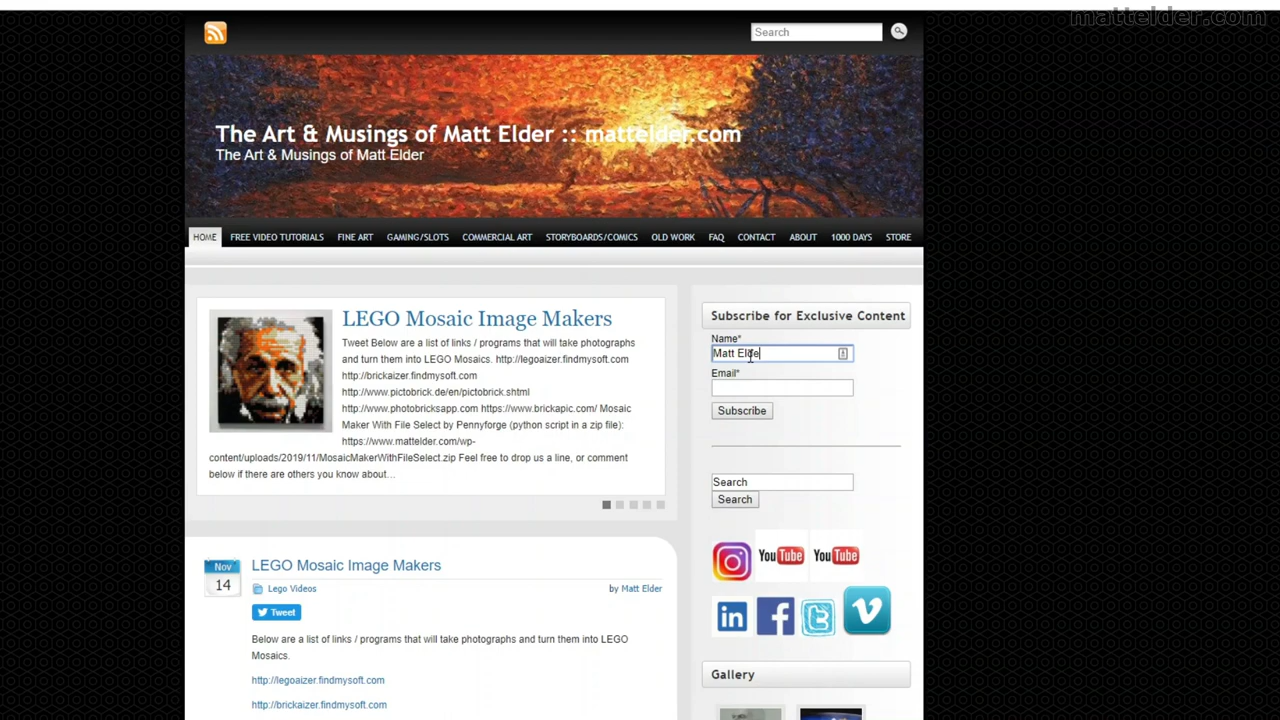 mattelder.com
Search
The Art & Musings of Matt Elder :: mattelder.com
The Art & Musings of Matt Elder
HOME FREE VIDEO TUTORIALS FINE ART GAMING/SLOTS COMMERCIAL ART STORYBOARDS/COMICS OLD WORK FAQ CONTACT ABOUT 1000 DAYS STORE
LEGO Mosaic Image Makers
Tweet Below are a list of links / programs that will take photographs
and turn them into LEGO Mosaics. http://legoaizer.findmysoft.com
http://brickaizer.findmysoft.com
http://www.pictobrick.de/en/pictobrick.shtml
http://www.photobricksapp.com https://www.brickapic.com/ Mosaic
Maker With File Select by Pennyforge (python script in a zip file):
https://www.mattelder.com/wp-
content/uploads/2019/11/MosaicMakerWithFileSelect.zip Feel free to drop us a line, or comment
below if there are others you know about...
Subscribe for Exclusive Content
Name*
Matt Elde
Email*
Subscribe
Search
Search
You Tube You Tube
in f
Nov
14
LEGO Mosaic Image Makers
Lego Videos by Matt Elder
Tweet
Below are a list of links / programs that will take photographs and turn them into LEGO
Mosaics.
http://legoaizer.findmysoft.com
http://brickaizer.findmysoft.com
Gallery